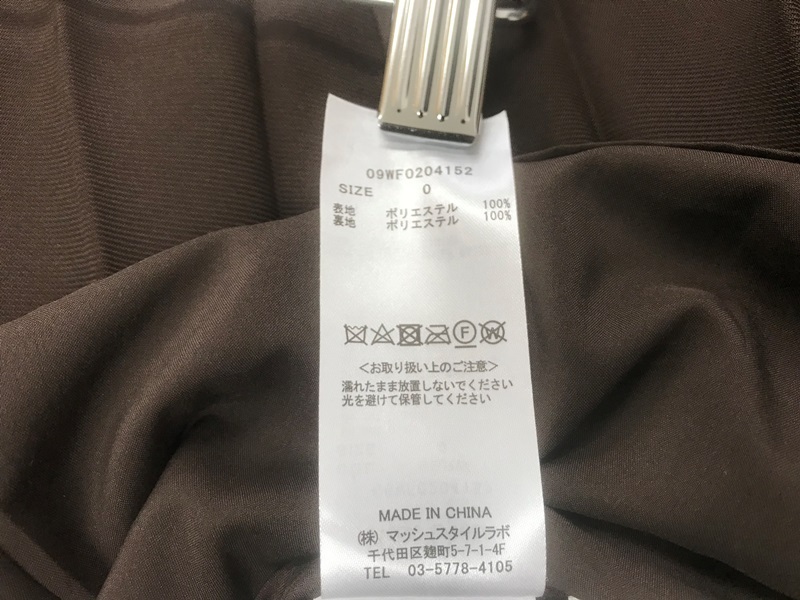 09WFO204152
SIZE 0
表地 ポリエステル 100%
裏地 ポリエステル 100%
F W
<お取り扱い上のご注意>
濡れたまま放置しないでください
光を避けて保管してください
MADE IN CHINA
(株) マッシュスタイルラボ
千代田区麹町5-7-1-4F
TEL 03-5778-4105